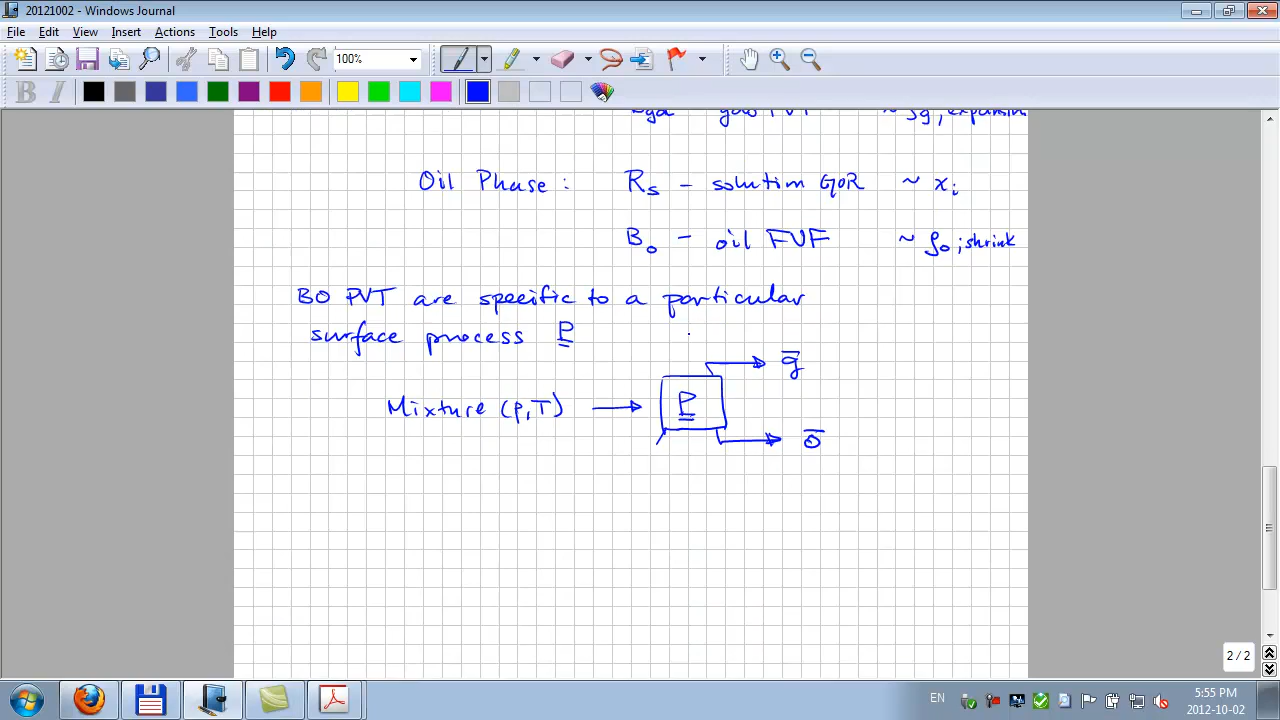 20121002 - Windows Journal
File Edit View Insert Actions Tools Help
100%
Oil Phase : Rs - solution GOR ~ xi
Bo - oil FVF ~ ρo ; shrink
BO PVT are specific to a particular
surface process P
Mixture (p,T) → P
g̅
o̅
2 / 2
EN 5:55 PM
2012-10-02